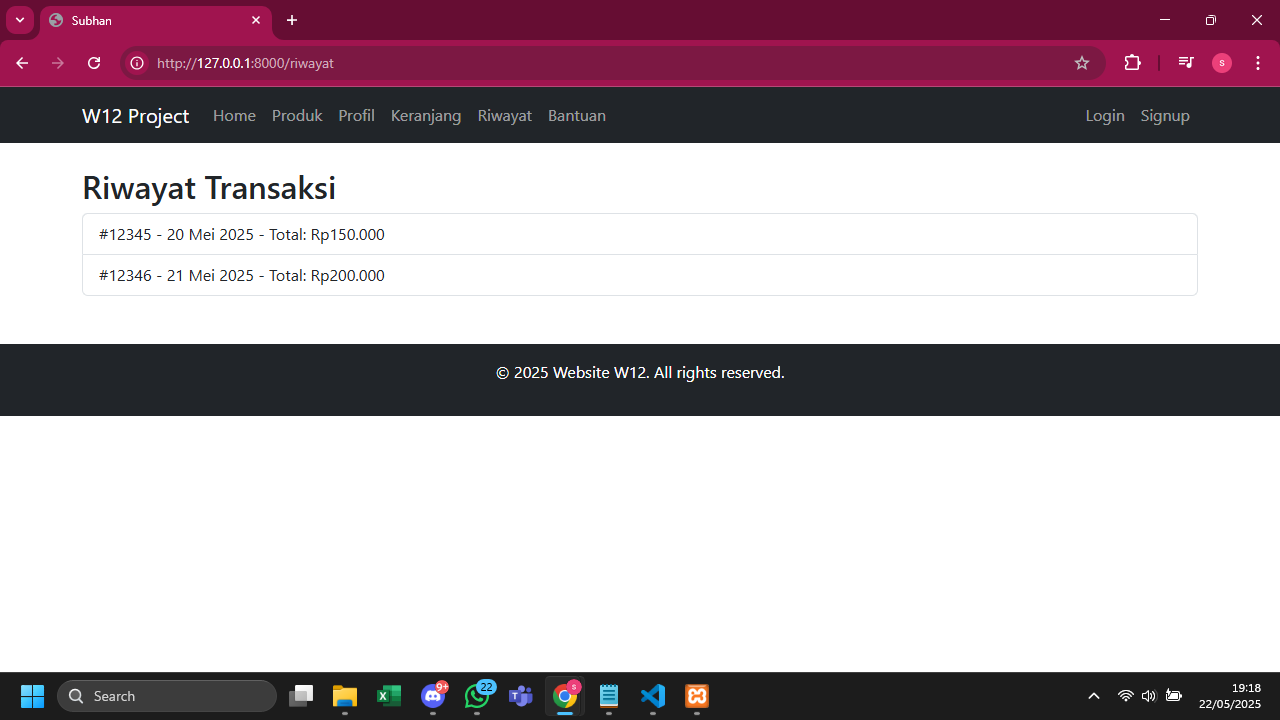 Subhan
http://127.0.0.1:8000/riwayat
s
W12 Project Home Produk Profil Keranjang Riwayat Bantuan Login Signup
Riwayat Transaksi
#12345 - 20 Mei 2025 - Total: Rp150.000
#12346 - 21 Mei 2025 - Total: Rp200.000
© 2025 Website W12. All rights reserved.
Search
9+
22
s
19:18
22/05/2025